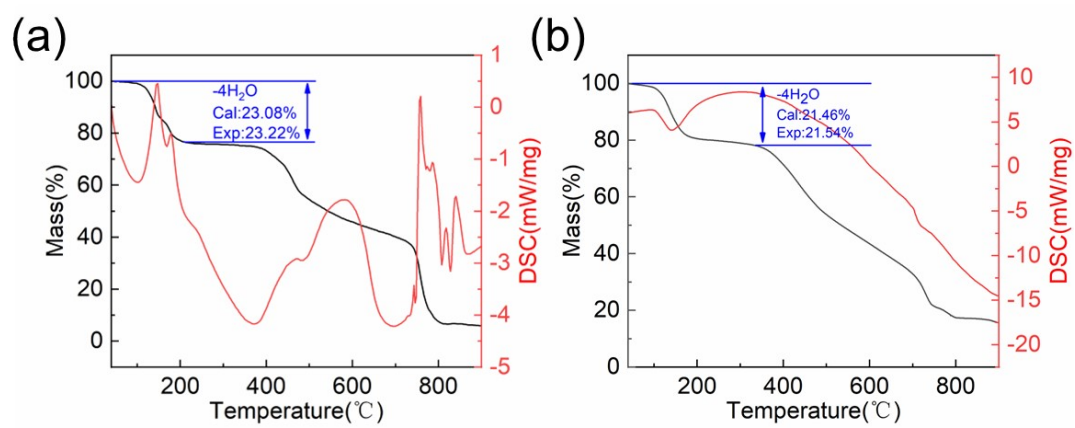 (a)
-4H₂O
Cal:23.08%
Exp:23.22%
100
80
60
40
20
0
Mass(%)
200
400
600
800
Temperature(℃)
1
0
-1
-2
-3
-4
-5
DSC(mW/mg)
(b)
-4H₂O
Cal:21.46%
Exp:21.54%
100
80
60
40
20
0
Mass(%)
200
400
600
800
Temperature(℃)
10
5
0
-5
-10
-15
-20
DSC(mW/mg)